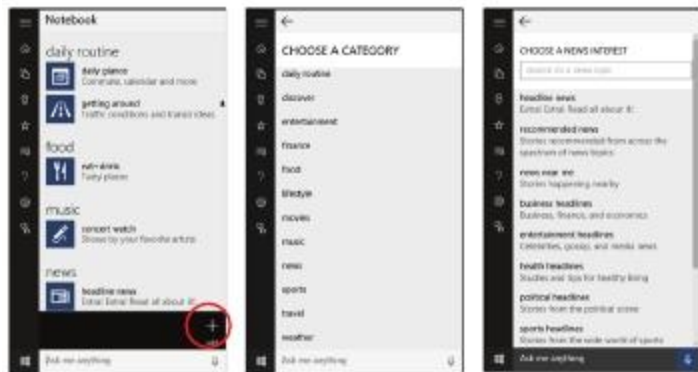 Notebook
daily routine
daily glance
Commute, calendar and more
getting around
Traffic conditions and transit ideas
food
eat+drink
Tasty places
music
concert watch
Shows by your favorite artists
news
headline news
Extra! Extra! Read all about it!
Ask me anything
CHOOSE A CATEGORY
daily routine
discover
entertainment
finance
food
lifestyle
movies
music
news
sports
travel
weather
Ask me anything
CHOOSE A NEWS INTEREST
Search for a news topic
headline news
Extra! Extra! Read all about it!
recommended news
Stories recommended from across the
spectrum of news topics
news near me
Stories happening nearby
business headlines
Business, finance, and economics
entertainment headlines
Celebrities, gossip, and media news
health headlines
Studies and tips for healthy living
political headlines
Stories from the political scene
sports headlines
Stories from the wide world of sports
Ask me anything